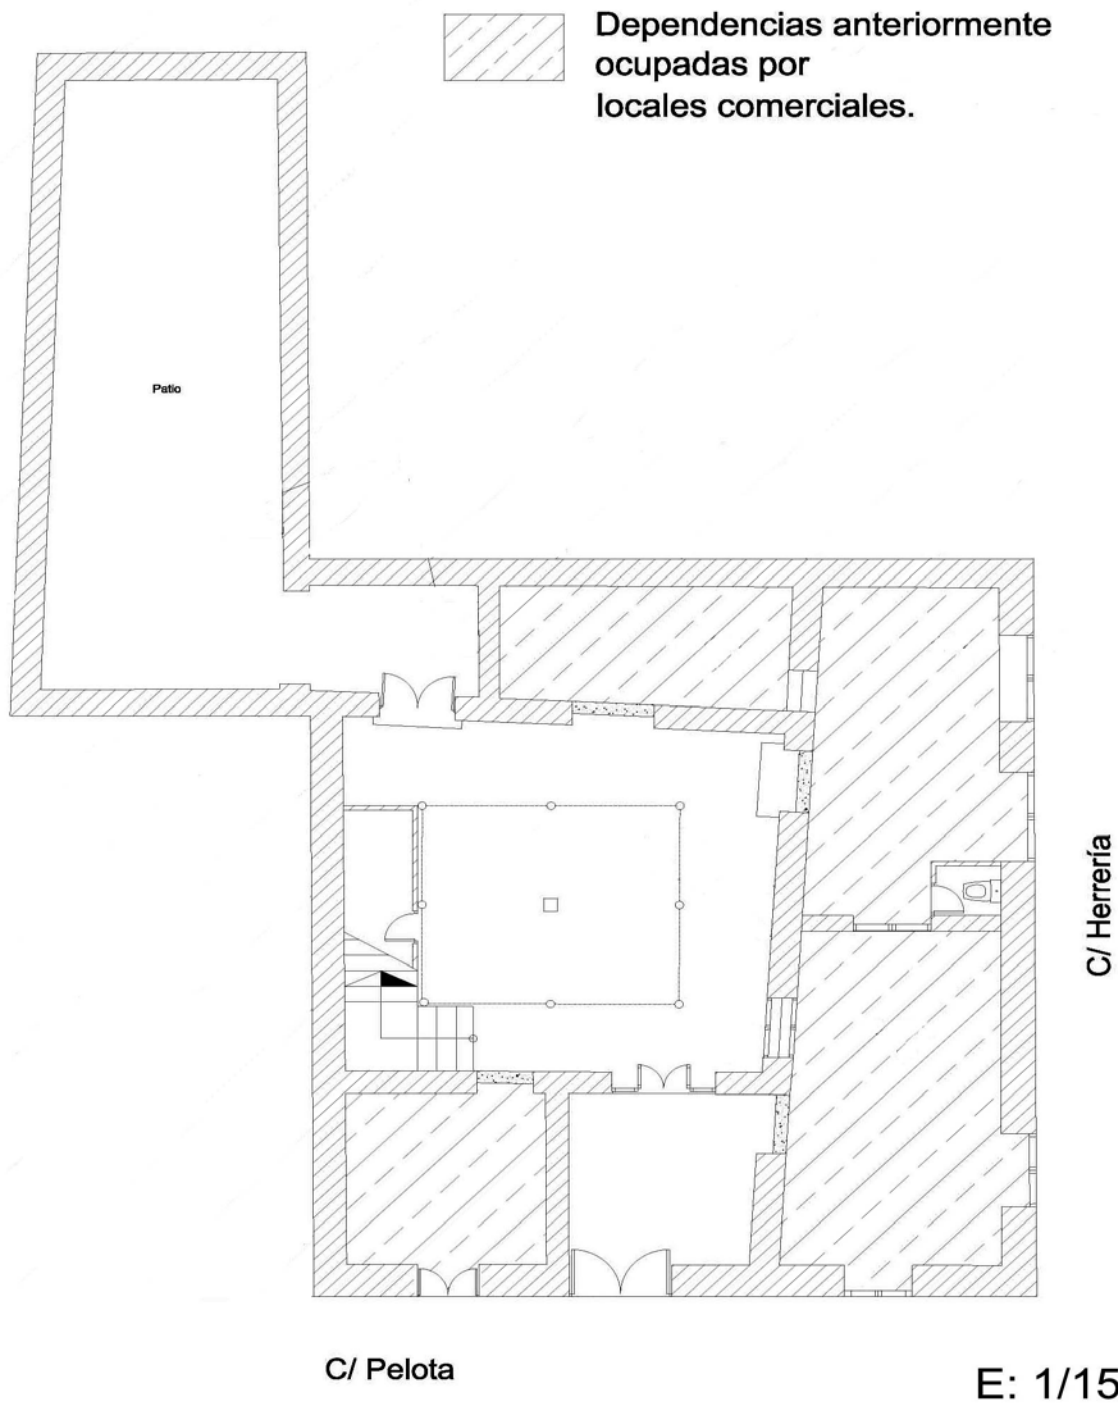 Dependencias anteriormente
ocupadas por
locales comerciales.
Patio
C/ Herrería
C/ Pelota
E: 1/15